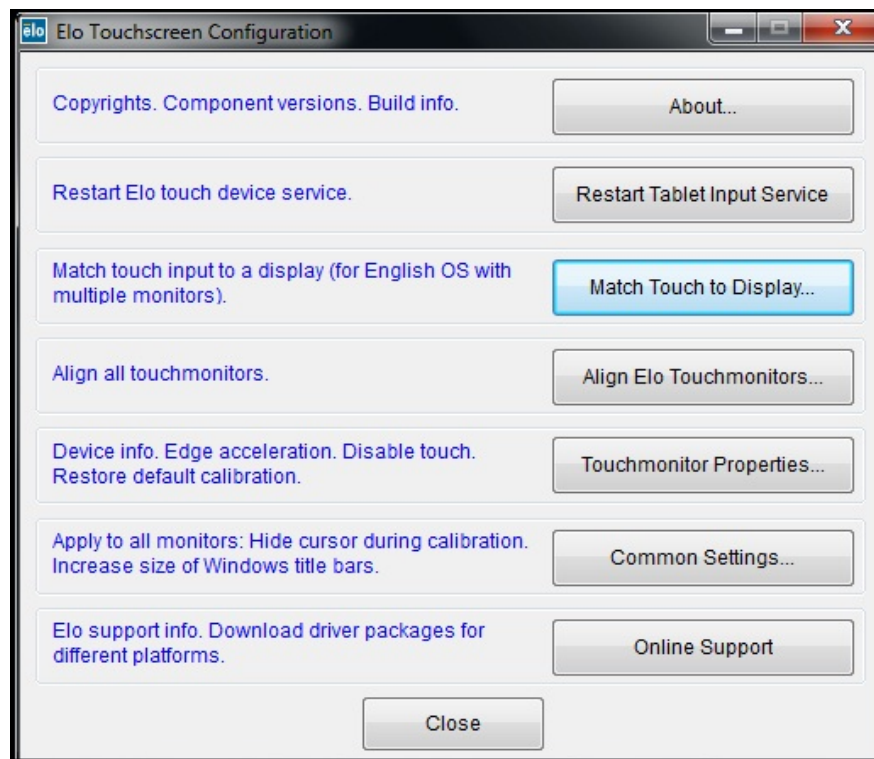 elo Elo Touchscreen Configuration
Copyrights. Component versions. Build info.
About...
Restart Elo touch device service.
Restart Tablet Input Service
Match touch input to a display (for English OS with
multiple monitors).
Match Touch to Display...
Align all touchmonitors.
Align Elo Touchmonitors...
Device info. Edge acceleration. Disable touch.
Restore default calibration.
Touchmonitor Properties...
Apply to all monitors: Hide cursor during calibration.
Increase size of Windows title bars.
Common Settings...
Elo support info. Download driver packages for
different platforms.
Online Support
Close